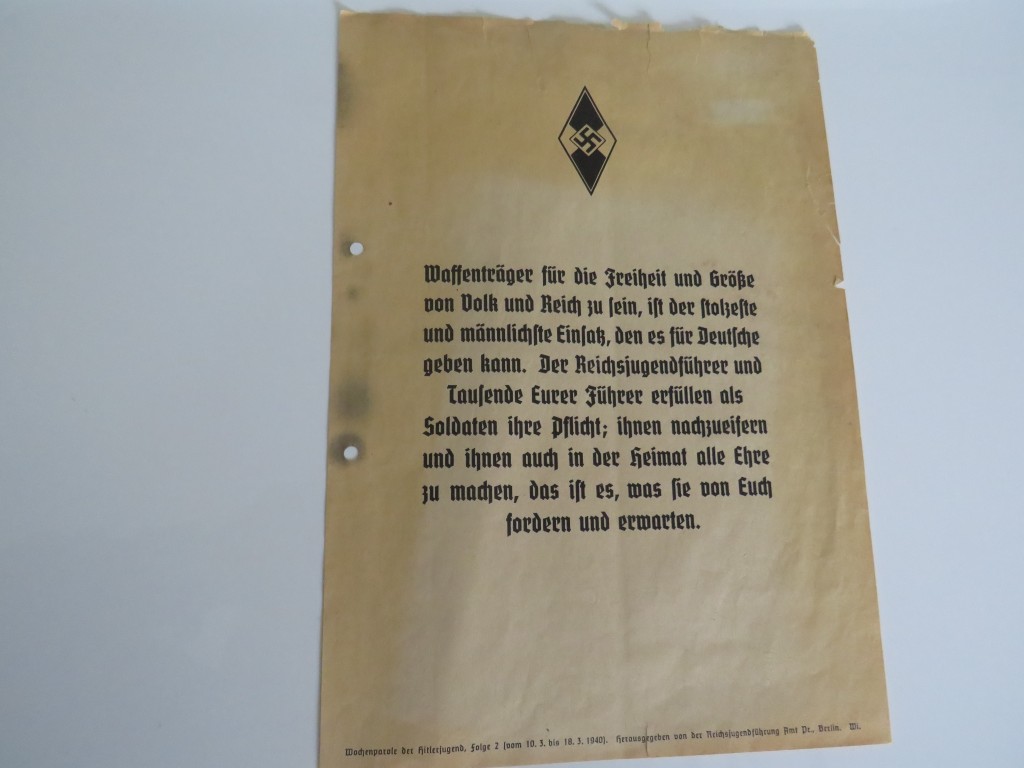 Waffenträger für die Freiheit und Größe
von Volk und Reich zu sein, ist der stolzeste
und männlichste Einsatz, den es für Deutsche
geben kann. Der Reichsjugendführer und
Tausende Eurer Führer erfüllen als
Soldaten ihre Pflicht; ihnen nachzueifern
und ihnen auch in der Heimat alle Ehre
zu machen, das ist es, was sie von Euch
fordern und erwarten.
Wochenparole der Hitlerjugend, Folge 2 (vom 10. 3. bis 18. 3. 1940). Herausgegeben von der Reichsjugendführung Amt Pr., Berlin. Wi.